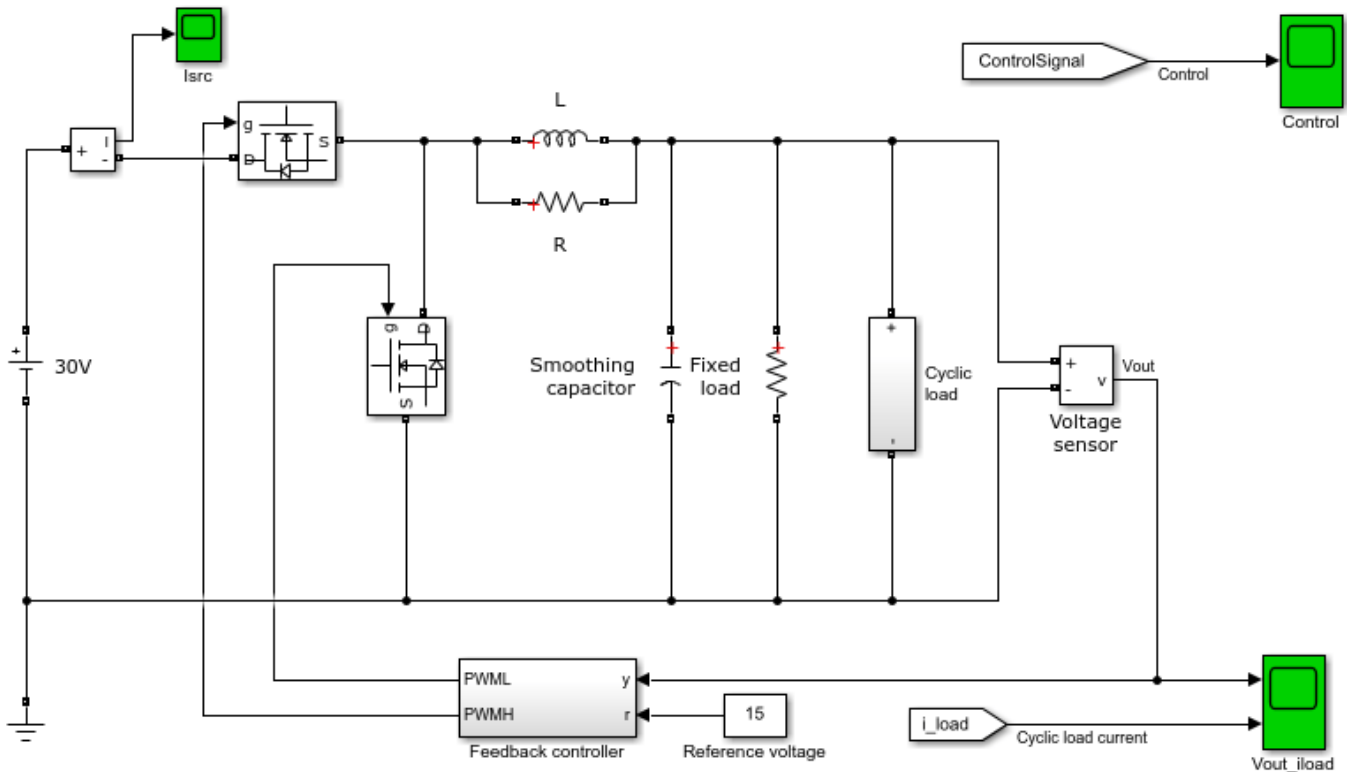 Isrc
ControlSignal
Control
Control
g
S
D
+
I
-
L
+
+
R
g
D
S
+
30V
Smoothing
capacitor
+
Fixed
load
+
+
-
Cyclic
load
+
-
v
Vout
Voltage
sensor
PWML
PWMH
y
r
Feedback controller
15
Reference voltage
i_load
Cyclic load current
Vout_iload